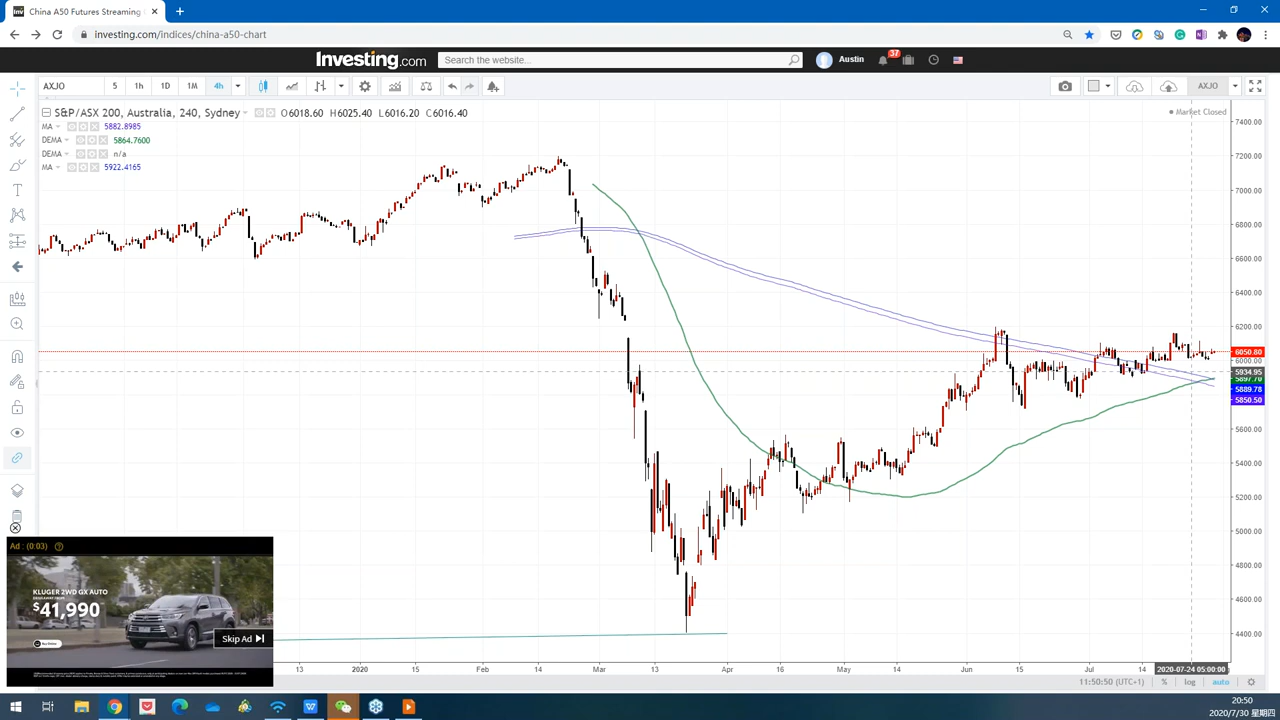 China A50 Futures Streaming
investing.com/indices/china-a50-chart
Investing.com
Search the website...
Austin
37
AXJO
5
1h
1D
1M
4h
AXJO
S&P/ASX 200, Australia, 240, Sydney
O6018.60 H6025.40 L6016.20 C6016.40
Market Closed
MA
5882.8985
DEMA
5864.7600
DEMA
n/a
MA
5922.4165
7400.00
7200.00
7000.00
6800.00
6600.00
6400.00
6200.00
6050.80
6000.00
5934.95
5897.70
5889.78
5850.50
5600.00
5400.00
5200.00
5000.00
4800.00
4600.00
4400.00
Ad : (0:03)
KLUGER 2WD GX AUTO
$41,990
Skip Ad
13
2020
15
Feb
14
Mar
13
Apr
16
May
14
Jun
15
Jul
14
2020-07-24 05:00:00
11:50:50 (UTC+1)
%
log
auto
20:50
2020/7/30 星期四